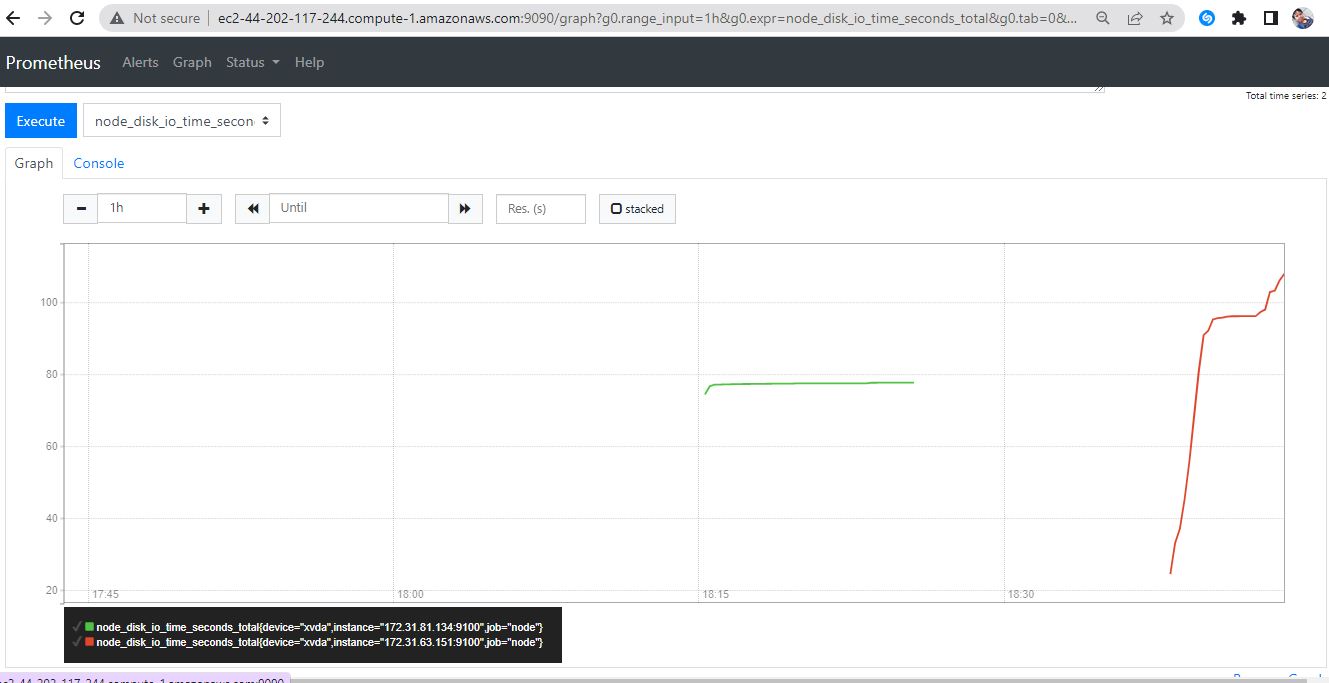 Not secure ec2-44-202-117-244.compute-1.amazonaws.com:9090/graph?g0.range_input=1h&g0.expr=node_disk_io_time_seconds_total&g0.tab=0&...
Prometheus Alerts Graph Status Help
Total time series: 2
Execute node_disk_io_time_secon
Graph Console
1h Until Res. (s) stacked
100
80
60
40
20
17:45 18:00 18:15 18:30
node_disk_io_time_seconds_total{device="xvda",instance="172.31.81.134:9100",job="node"}
node_disk_io_time_seconds_total{device="xvda",instance="172.31.63.151:9100",job="node"}